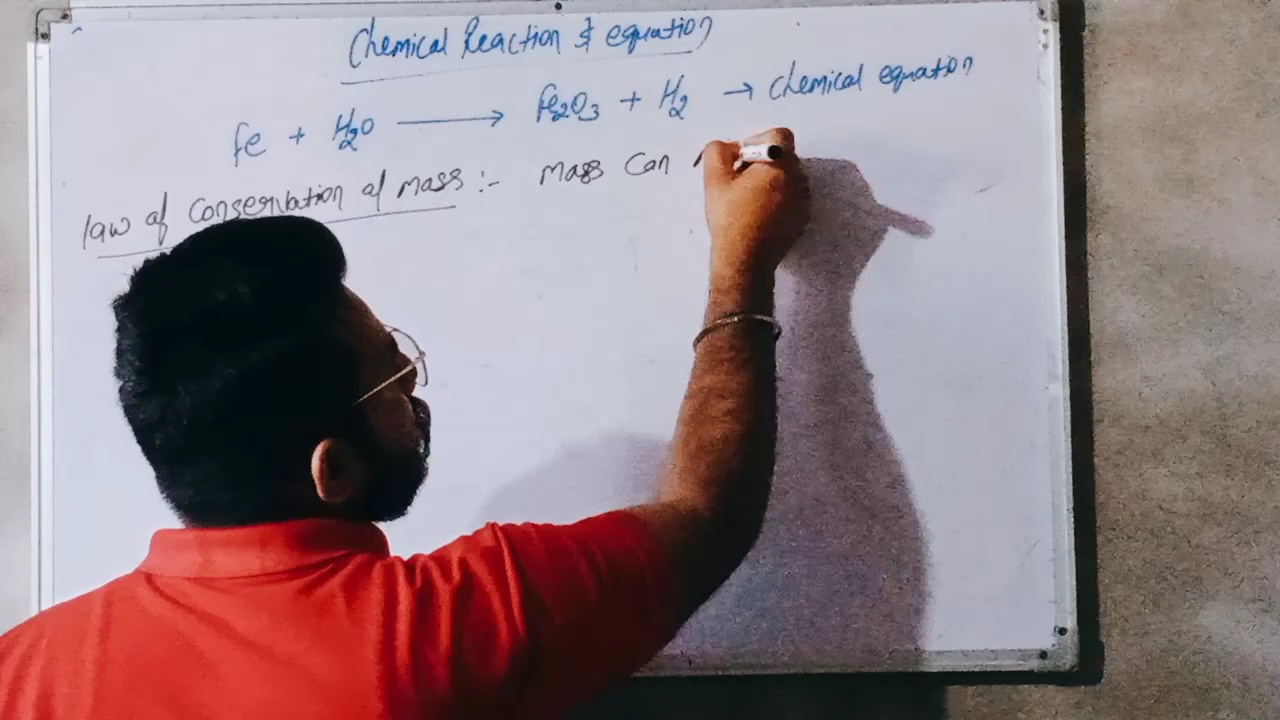 Chemical Reaction & equation
Fe + H₂O → Fe₂O₃ + H₂ → Chemical equation
law of Conservation of Mass :- Mass Can